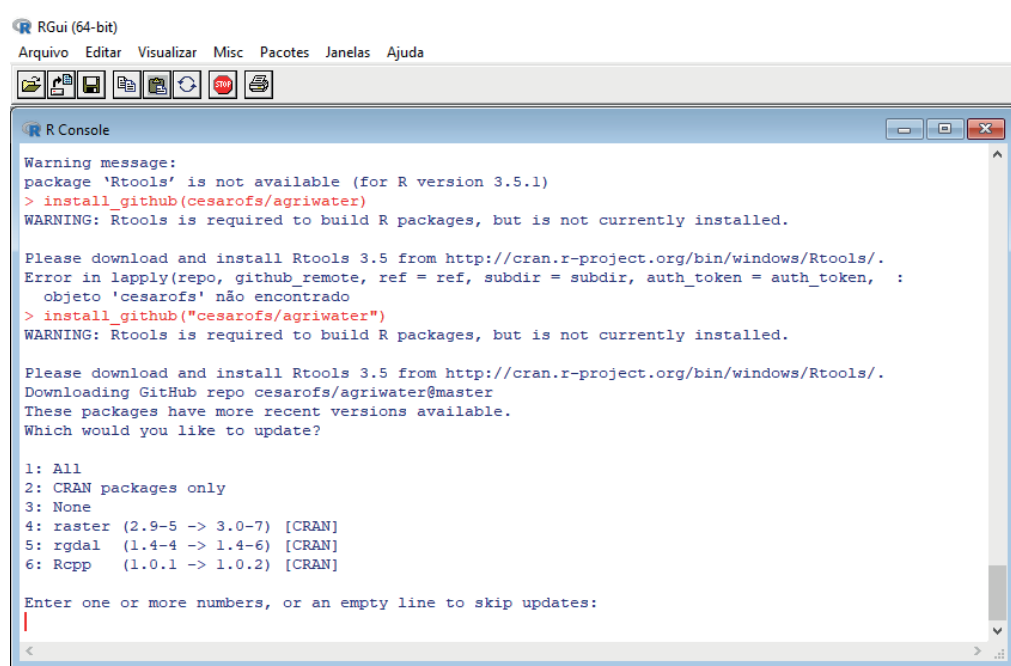 RGui (64-bit)
Arquivo Editar Visualizar Misc Pacotes Janelas Ajuda
STOP
R Console
Warning message:
package ‘Rtools’ is not available (for R version 3.5.1)
> install_github(cesarofs/agriwater)
WARNING: Rtools is required to build R packages, but is not currently installed.
Please download and install Rtools 3.5 from http://cran.r-project.org/bin/windows/Rtools/.
Error in lapply(repo, github_remote, ref = ref, subdir = subdir, auth_token = auth_token,  :
  objeto 'cesarofs' não encontrado
> install_github("cesarofs/agriwater")
WARNING: Rtools is required to build R packages, but is not currently installed.
Please download and install Rtools 3.5 from http://cran.r-project.org/bin/windows/Rtools/.
Downloading GitHub repo cesarofs/agriwater@master
These packages have more recent versions available.
Which would you like to update?
1: All
2: CRAN packages only
3: None
4: raster (2.9-5 -> 3.0-7) [CRAN]
5: rgdal  (1.4-4 -> 1.4-6) [CRAN]
6: Rcpp   (1.0.1 -> 1.0.2) [CRAN]
Enter one or more numbers, or an empty line to skip updates: